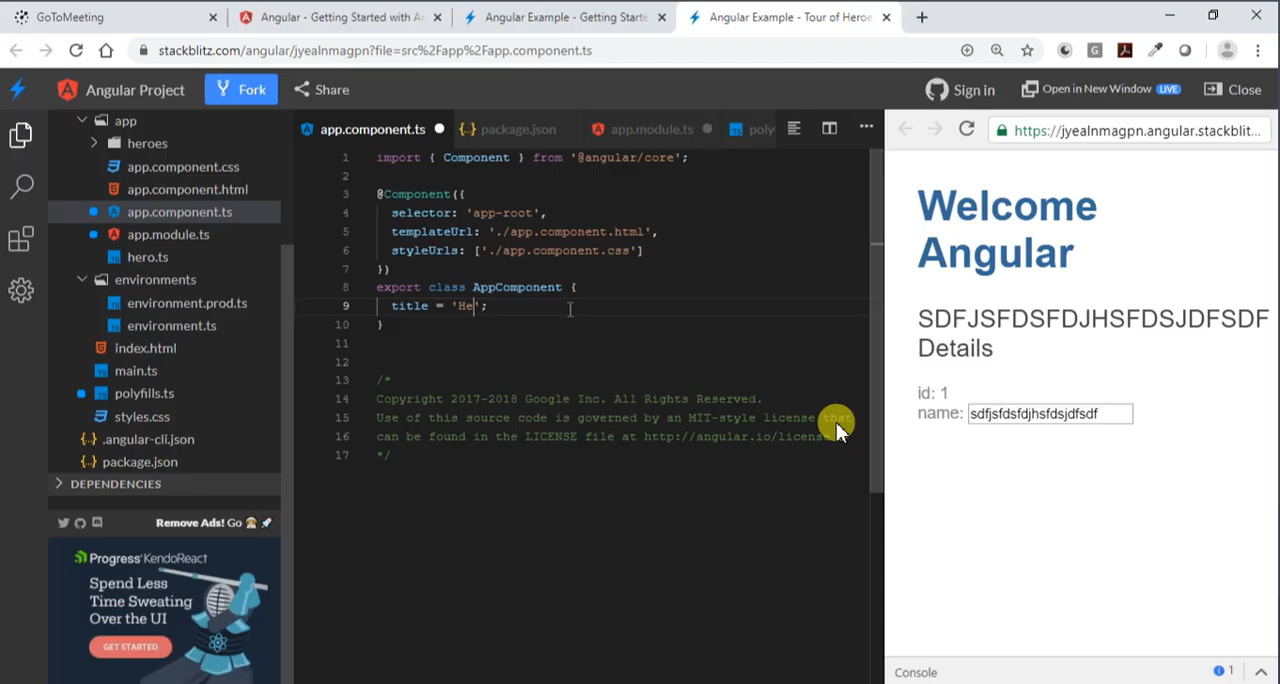 GoToMeeting
Angular - Getting Started with A
Angular Example - Getting Starte
Angular Example - Tour of Heroe
stackblitz.com/angular/jyealnmagpn?file=src%2Fapp%2Fapp.component.ts
Angular Project
Fork
Share
Sign in
Open in New Window LIVE
Close
app
heroes
app.component.css
app.component.html
app.component.ts
app.module.ts
hero.ts
environments
environment.prod.ts
environment.ts
index.html
main.ts
polyfills.ts
styles.css
.angular-cli.json
package.json
DEPENDENCIES
Remove Ads! Go
Progress® KendoReact
Spend Less
Time Sweating
Over the UI
GET STARTED
app.component.ts
package.json
app.module.ts
poly
1 import { Component } from '@angular/core';
2
3 @Component({
4 selector: 'app-root',
5 templateUrl: './app.component.html',
6 styleUrls: ['./app.component.css']
7 })
8 export class AppComponent {
9 title = 'He';
10 }
11
12
13 /*
14 Copyright 2017-2018 Google Inc. All Rights Reserved.
15 Use of this source code is governed by an MIT-style license that
16 can be found in the LICENSE file at http://angular.io/license
17 */
https://jyealnmagpn.angular.stackblit...
Welcome
Angular
SDFJSFDSFDJHSFDSJDFSDF
Details
id: 1
name: sdfjsfdsfdjhsfdsjdfsdf
Console
1